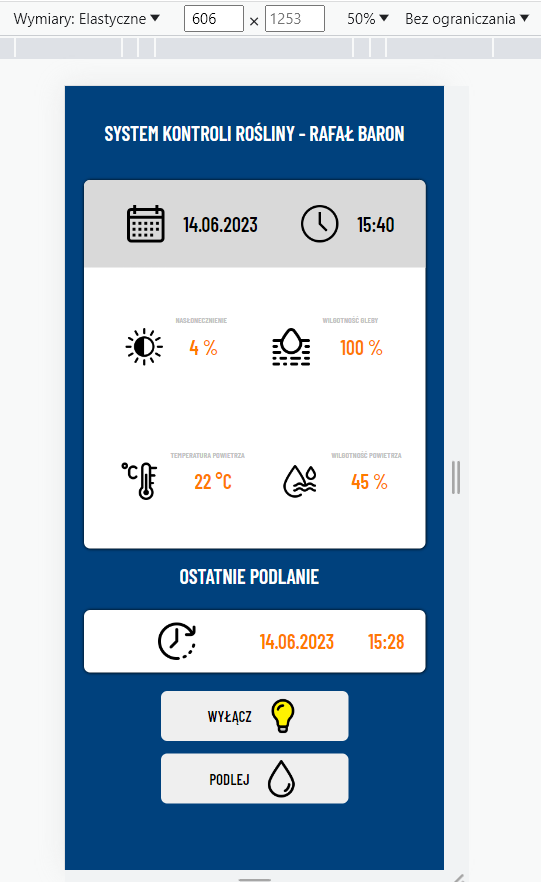 Wymiary: Elastyczne 606 × 1253 50% Bez ograniczania
SYSTEM KONTROLI ROŚLINY - RAFAŁ BARON
14.06.2023 15:40
NASŁONECZNIENIE WILGOTNOŚĆ GLEBY
4 % 100 %
TEMPERATURA POWIETRZA WILGOTNOŚĆ POWIETRZA
°C 22 °C 45 %
OSTATNIE PODLANIE
14.06.2023 15:28
WYŁĄCZ
PODLEJ